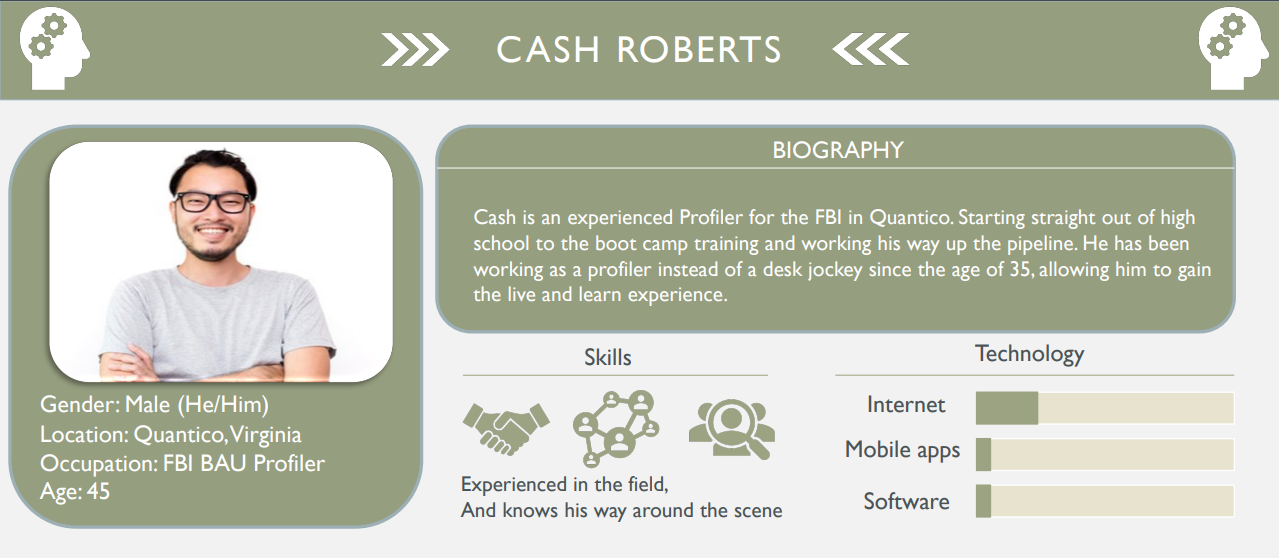 CASH ROBERTS
Gender: Male (He/Him)
Location: Quantico, Virginia
Occupation: FBI BAU Profiler
Age: 45
BIOGRAPHY
Cash is an experienced Profiler for the FBI in Quantico. Starting straight out of high
school to the boot camp training and working his way up the pipeline. He has been
working as a profiler instead of a desk jockey since the age of 35, allowing him to gain
the live and learn experience.
Skills
Experienced in the field,
And knows his way around the scene
Technology
Internet
Mobile apps
Software